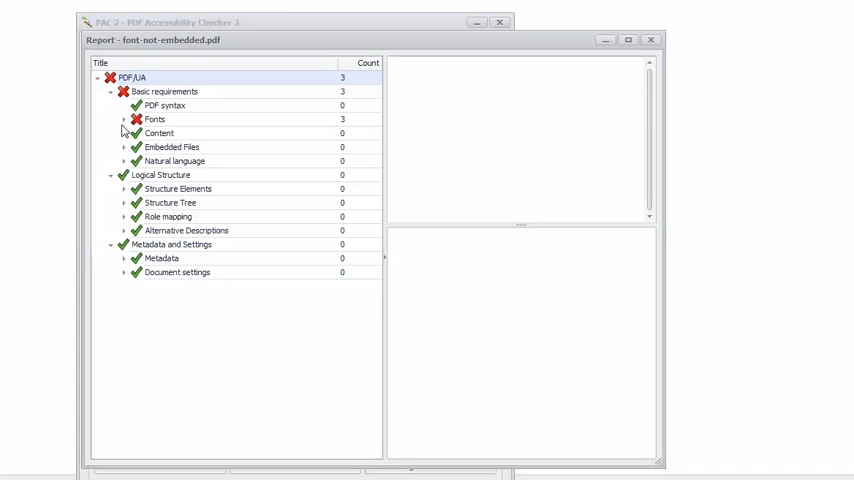 PAC 2 - PDF Accessibility Checker 2
Report - font-not-embedded.pdf
Title Count
PDF/UA 3
Basic requirements 3
PDF syntax 0
Fonts 3
Content 0
Embedded Files 0
Natural language 0
Logical Structure 0
Structure Elements 0
Structure Tree 0
Role mapping 0
Alternative Descriptions 0
Metadata and Settings 0
Metadata 0
Document settings 0